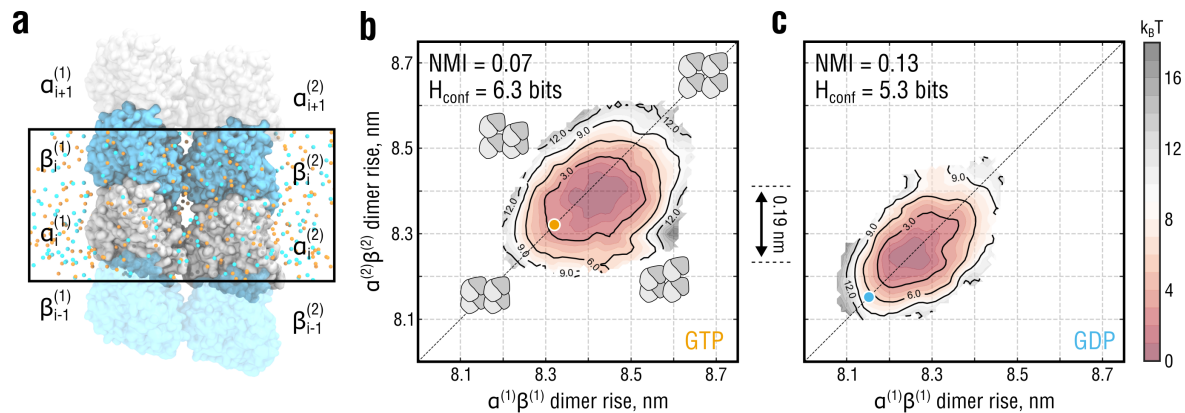 a
α(1)i+1
α(2)i+1
β(1)i
β(2)i
α(1)i
α(2)i
β(1)i-1
β(2)i-1
b
NMI = 0.07
Hconf = 6.3 bits
GTP
12.0
9.0
12.0
3.0
12.0
9.0
9.0
6.0
12.0
8.7
8.5
8.3
8.1
α(2)β(2) dimer rise, nm
8.1
8.3
8.5
8.7
α(1)β(1) dimer rise, nm
0.19 nm
c
NMI = 0.13
Hconf = 5.3 bits
GDP
9.0
9.0
3.0
12.0
6.0
8.1
8.3
8.5
8.7
α(1)β(1) dimer rise, nm
kBT
16
12
8
4
0